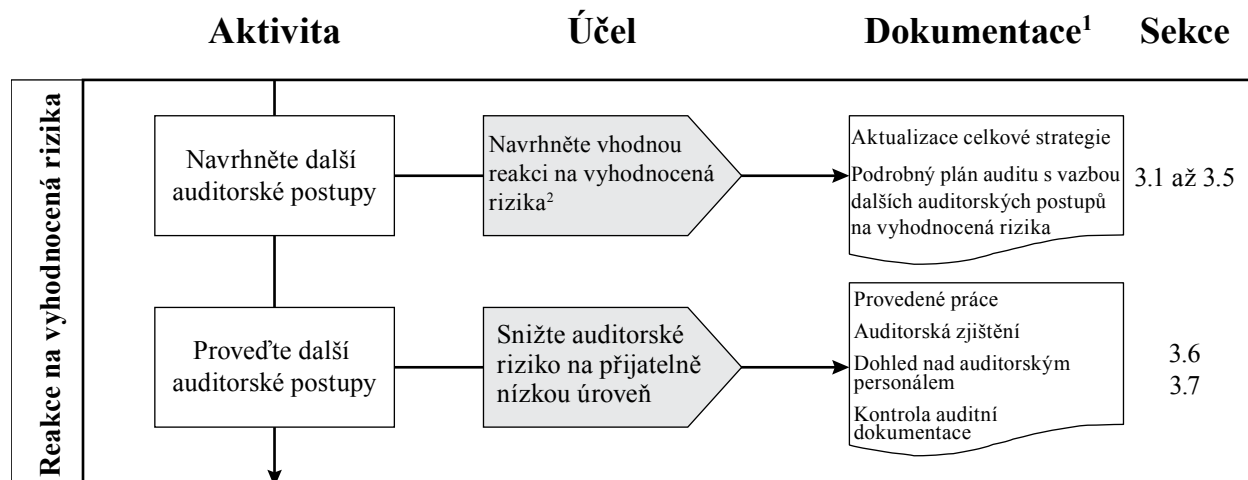 Aktivita
Účel
Dokumentace¹
Sekce
Reakce na vyhodnocená rizika
Navrhněte další
auditorské postupy
Navrhněte vhodnou
reakci na vyhodnocená
rizika²
Aktualizace celkové strategie
Podrobný plán auditu s vazbou
dalších auditorských postupů
na vyhodnocená rizika
3.1 až 3.5
Proveďte další
auditorské postupy
Snižte auditorské
riziko na přijatelně
nízkou úroveň
Provedené práce
Auditorská zjištění
Dohled nad auditorským
personálem
Kontrola auditní
dokumentace
3.6
3.7